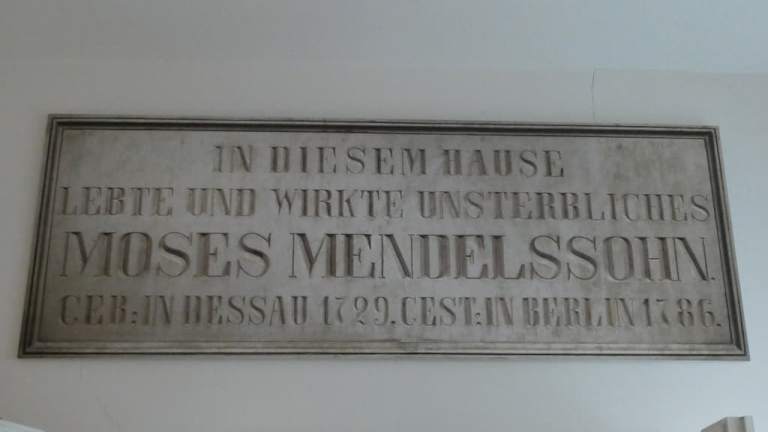 IN DIESEM HAUSE
LEBTE UND WIRKTE UNSTERBLICHES
MOSES MENDELSSOHN.
GEB: IN DESSAU 1729. GEST: IN BERLIN 1786.